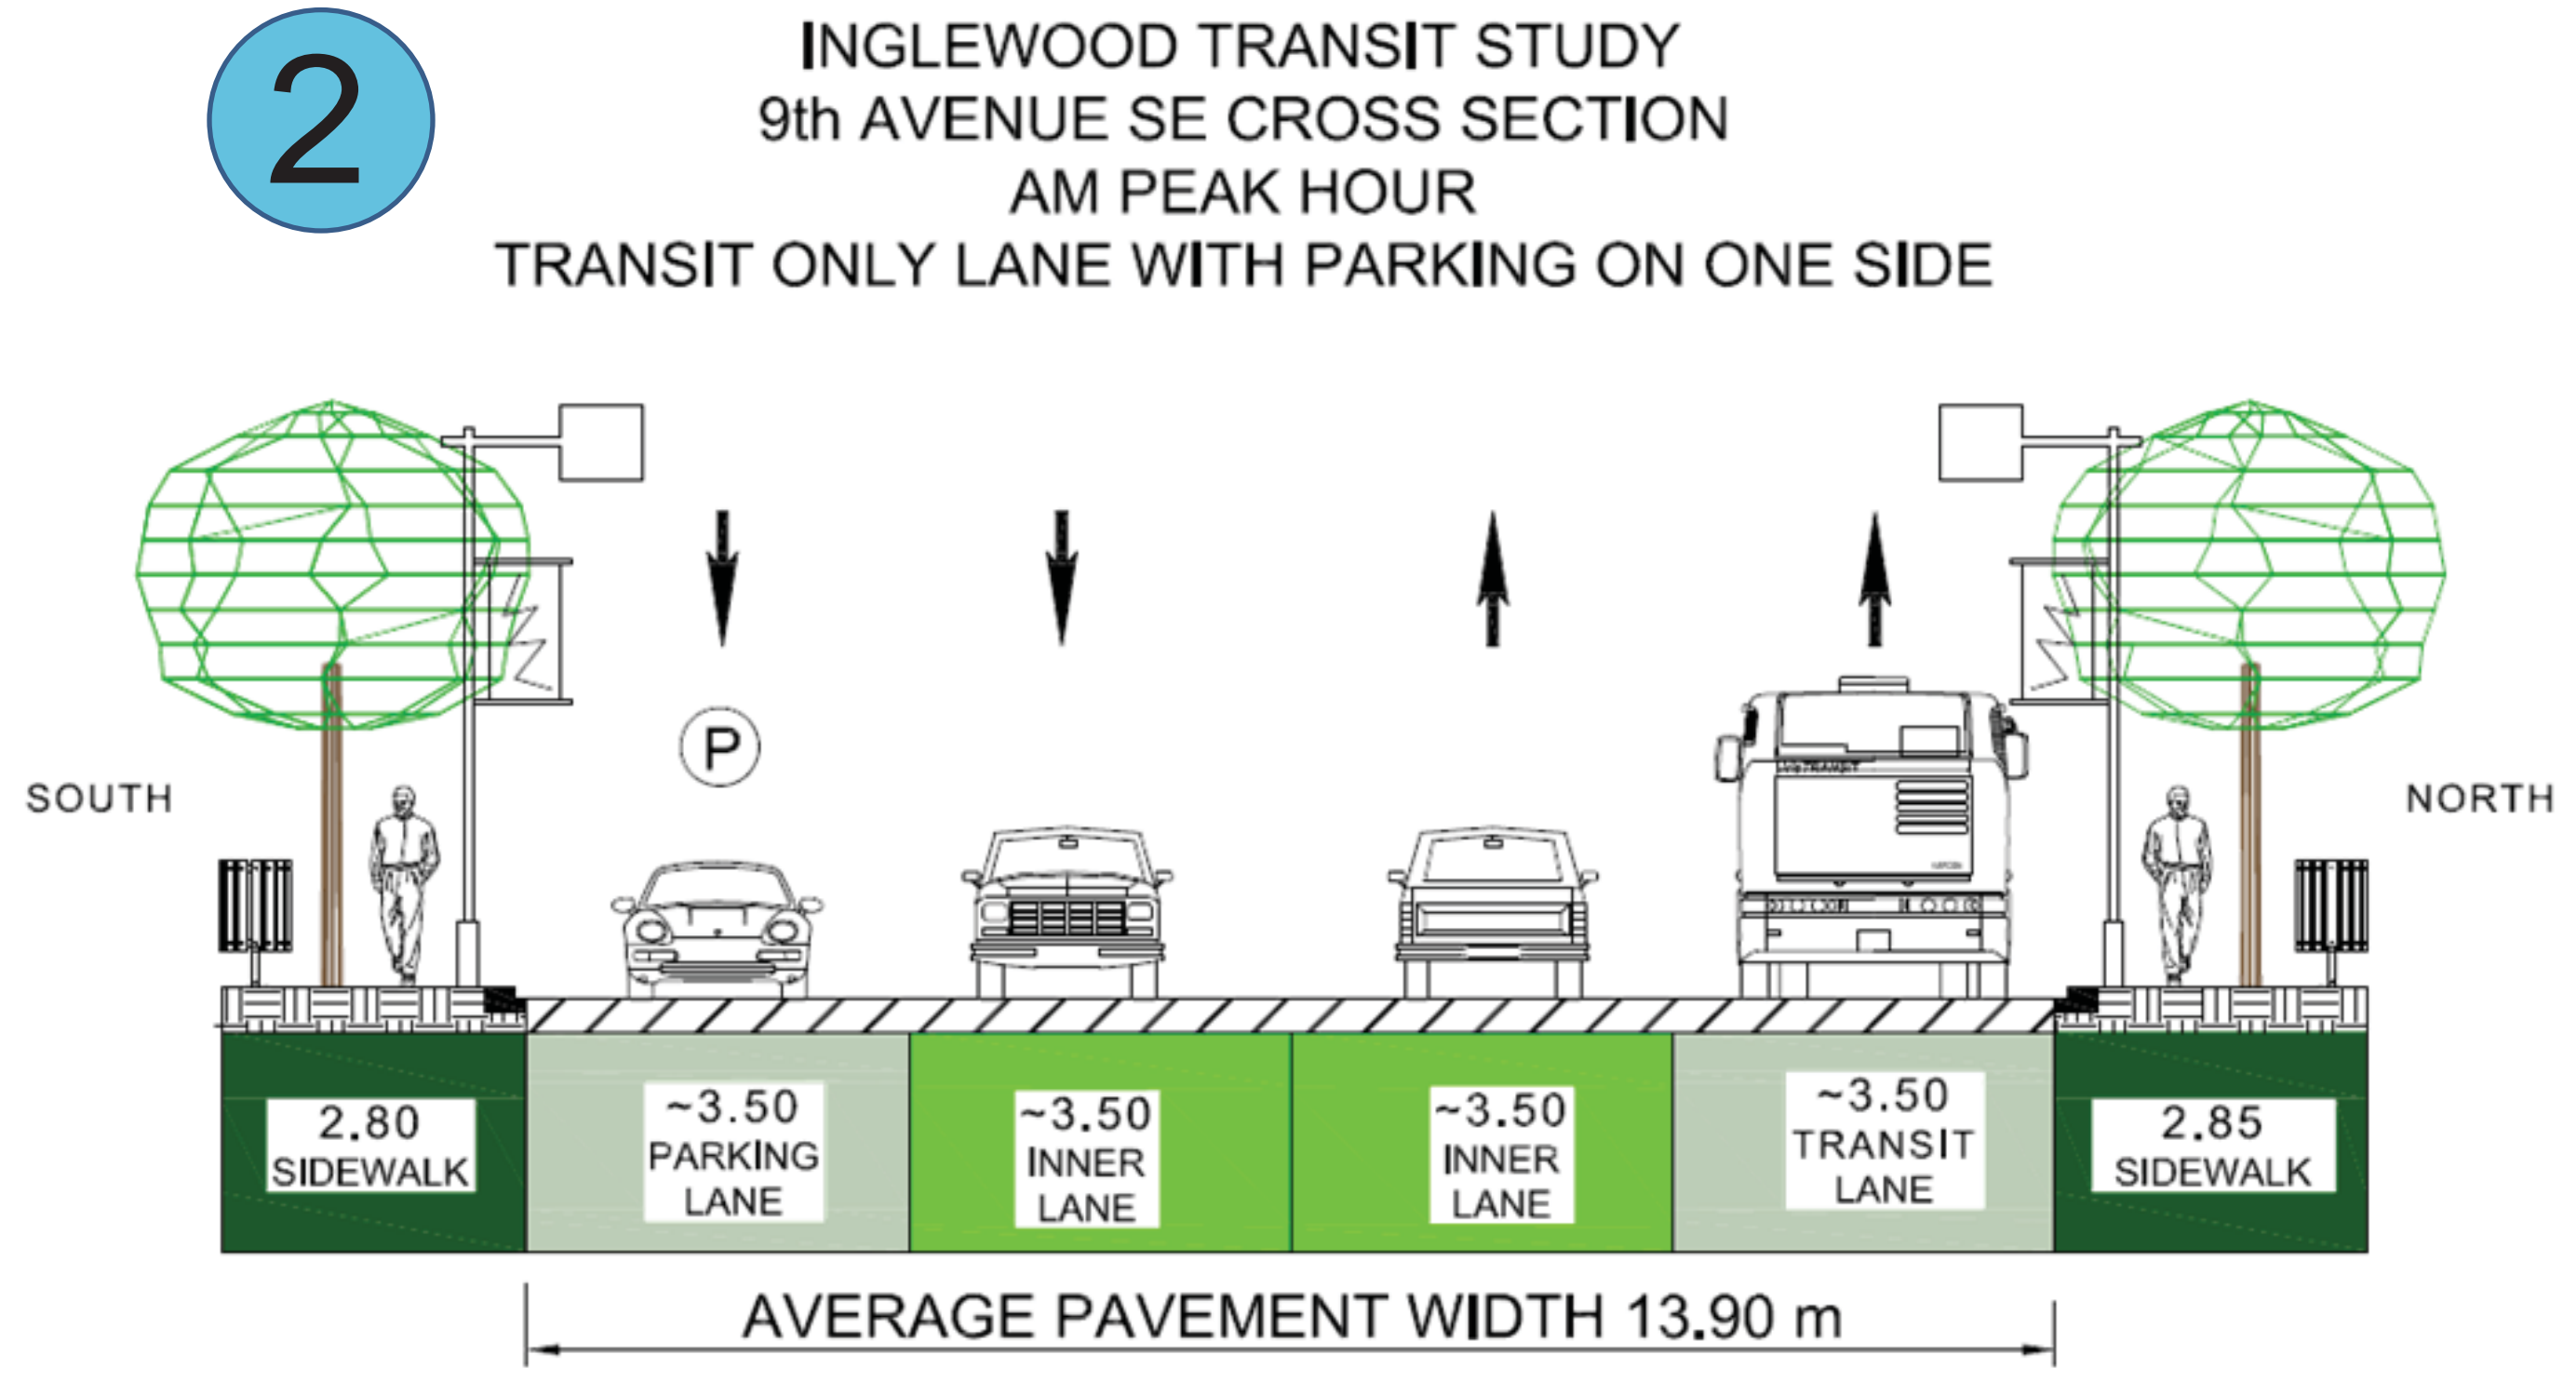 2
INGLEWOOD TRANSIT STUDY
9th AVENUE SE CROSS SECTION
AM PEAK HOUR
TRANSIT ONLY LANE WITH PARKING ON ONE SIDE
P
SOUTH
NORTH
2.80
SIDEWALK
~3.50
PARKING
LANE
~3.50
INNER
LANE
~3.50
INNER
LANE
~3.50
TRANSIT
LANE
2.85
SIDEWALK
AVERAGE PAVEMENT WIDTH 13.90 m